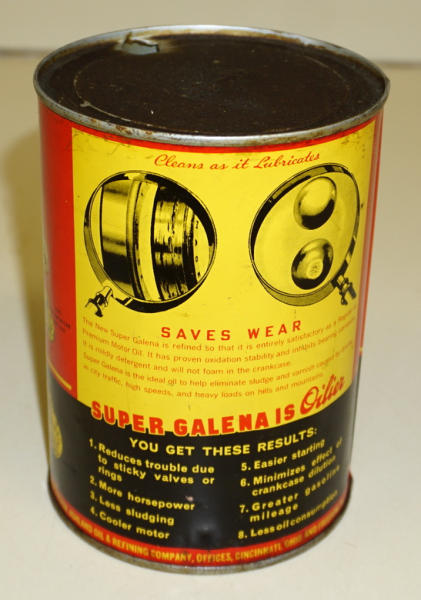 Cleans as it Lubricates
SAVES WEAR
The New Super Galena is refined so that it is entirely satisfactory as a Regular or
Premium Motor Oil. It has proven oxidation stability and inhibits bearing corrosion.
It is mildly detergent and will not foam in the crankcase.
Super Galena is the ideal oil to help eliminate sludge and varnish caused by
in city traffic, high speeds, and heavy loads on hills and mountains.
SUPER GALENA IS Oilier
YOU GET THESE RESULTS:
1. Reduces trouble due
to sticky valves or
rings
2. More horsepower
3. Less sludging
4. Cooler motor
5. Easier starting
6. Minimizes effect of
crankcase dilution
7. Greater gasoline
mileage
8. Less oil consumption
OIL & REFINING COMPANY, OFFICES, CINCINNATI, OHIO AND